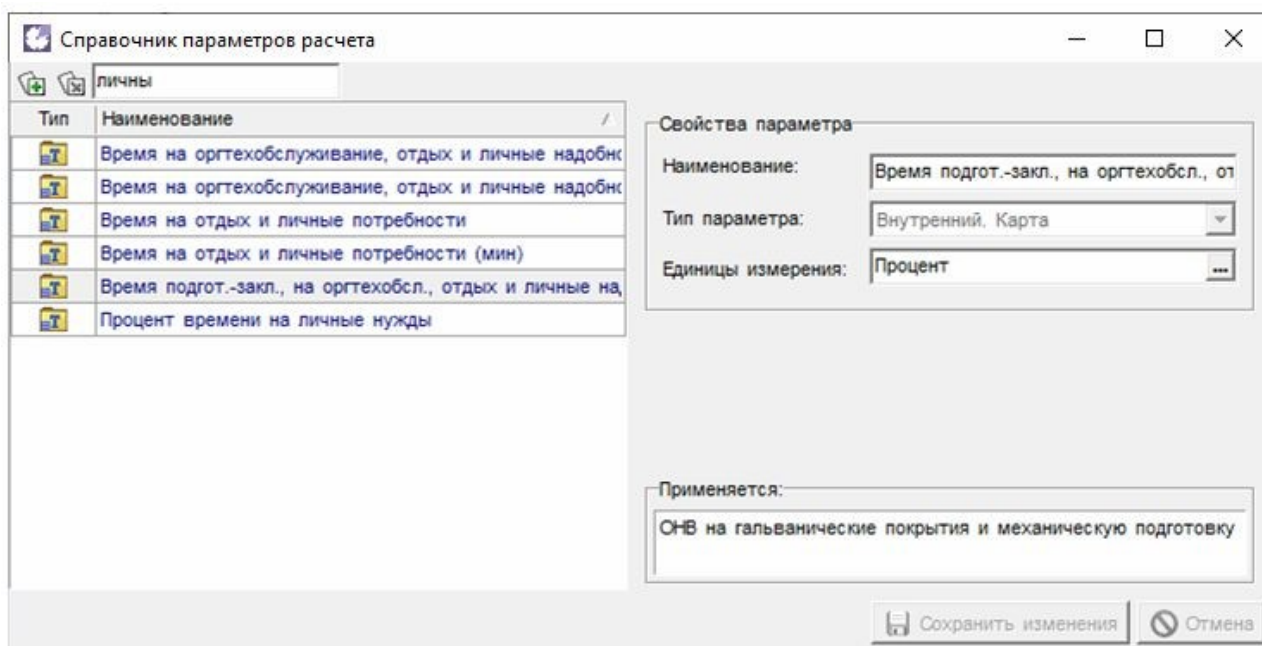 Справочник параметров расчета
личны
Тип Наименование
Время на оргтехобслуживание, отдых и личные надобно
Время на оргтехобслуживание, отдых и личные надобно
Время на отдых и личные потребности
Время на отдых и личные потребности (мин)
Время подгот.-закл., на оргтехобсл., отдых и личные на
Процент времени на личные нужды
Свойства параметра
Наименование: Время подгот.-закл., на оргтехобсл., от
Тип параметра: Внутренний. Карта
Единицы измерения: Процент ...
Применяется:
ОНВ на гальванические покрытия и механическую подготовку
Сохранить изменения Отмена